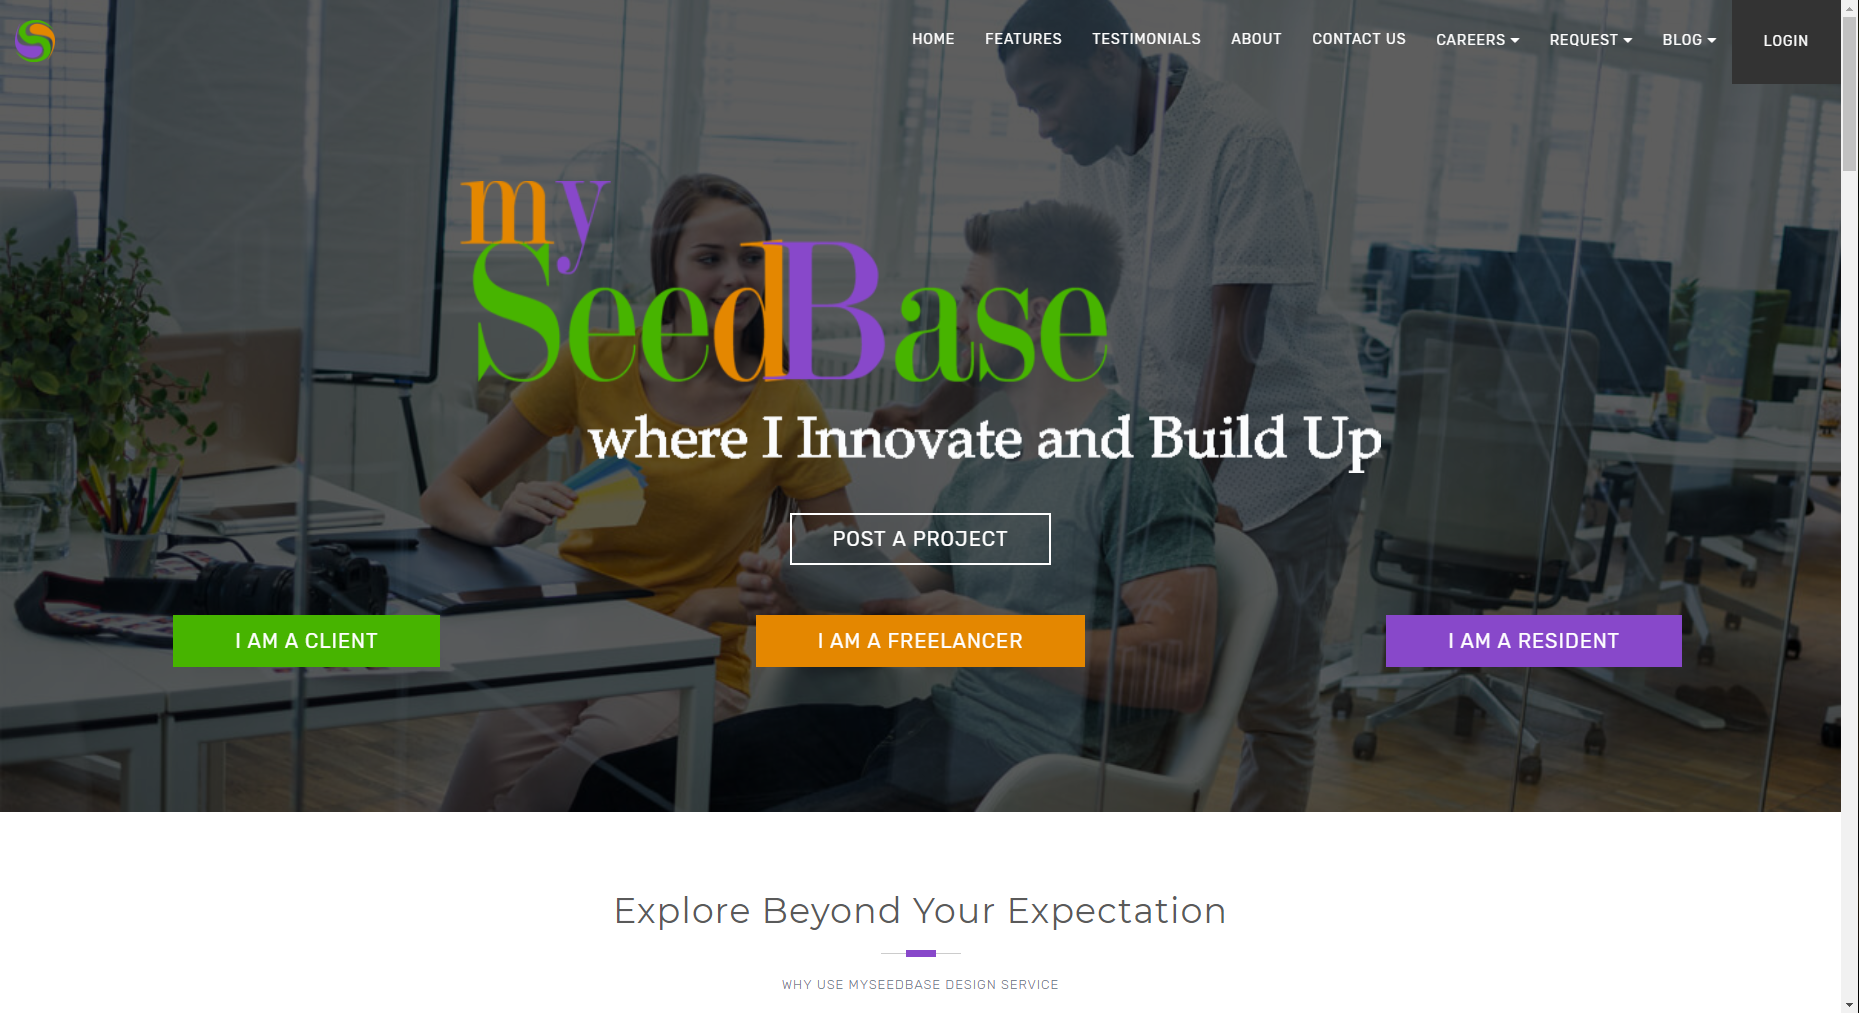 HOME FEATURES TESTIMONIALS ABOUT CONTACT US CAREERS REQUEST BLOG LOGIN
my
SeedBase
where I Innovate and Build Up
POST A PROJECT
I AM A CLIENT I AM A FREELANCER I AM A RESIDENT
Explore Beyond Your Expectation
WHY USE MYSEEDBASE DESIGN SERVICE